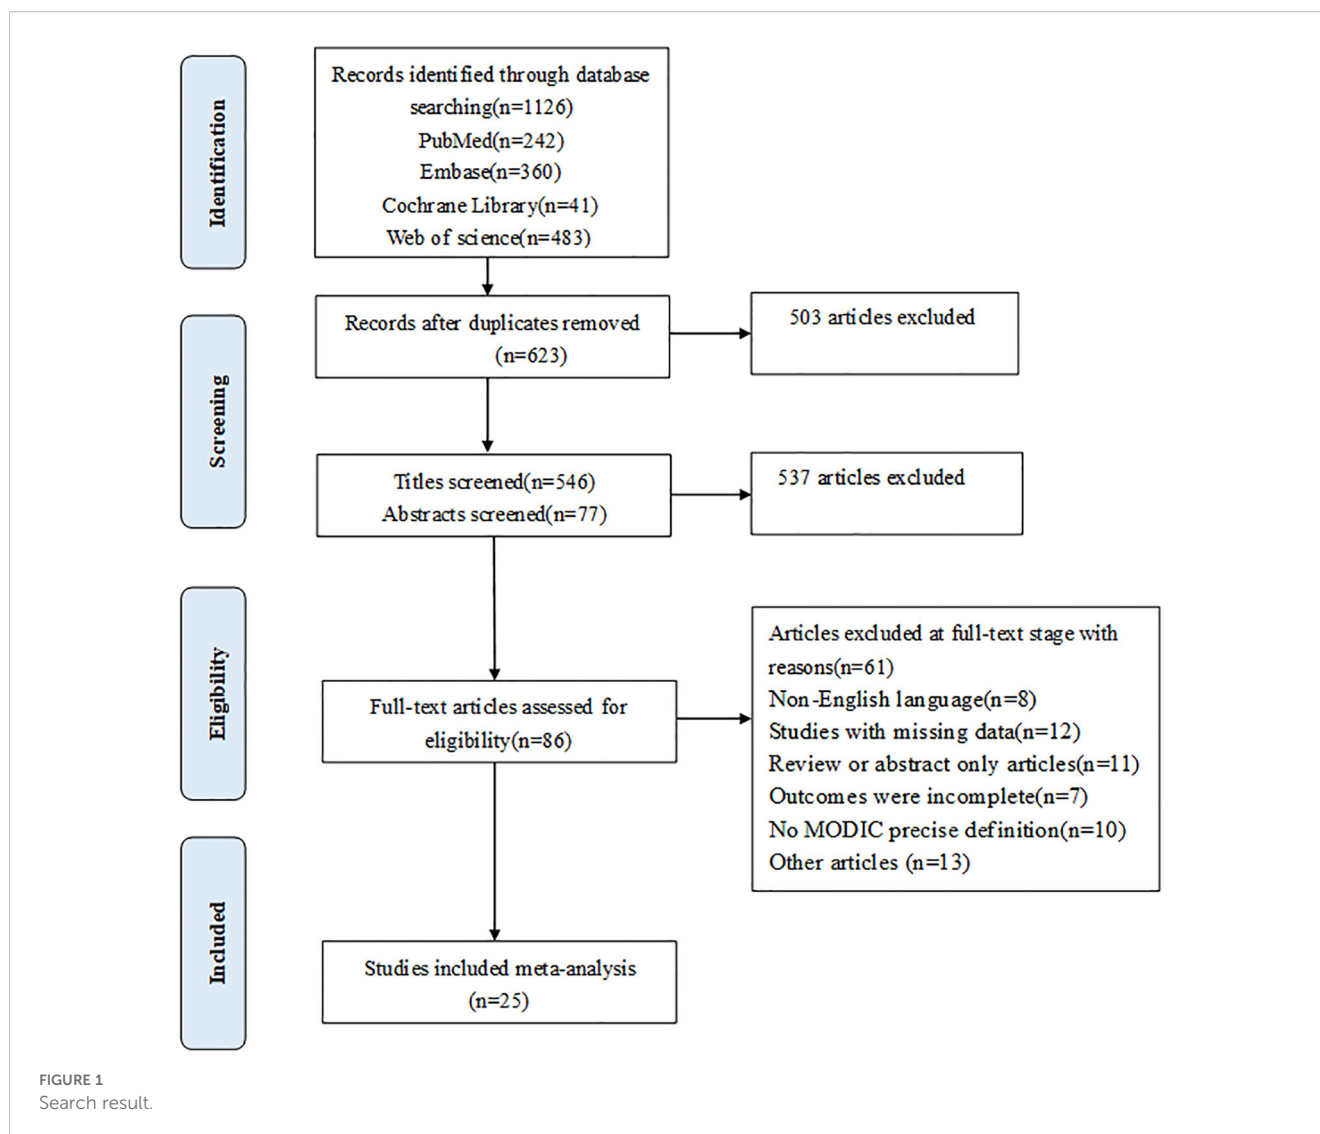 Identification
Records identified through database
searching(n=1126)
PubMed(n=242)
Embase(n=360)
Cochrane Library(n=41)
Web of science(n=483)
Screening
Records after duplicates removed
(n=623)
503 articles excluded
Titles screened(n=546)
Abstracts screened(n=77)
537 articles excluded
Eligibility
Full-text articles assessed for
eligibility(n=86)
Articles excluded at full-text stage with
reasons(n=61)
Non-English language(n=8)
Studies with missing data(n=12)
Review or abstract only articles(n=11)
Outcomes were incomplete(n=7)
No MODIC precise definition(n=10)
Other articles (n=13)
Included
Studies included meta-analysis
(n=25)
FIGURE 1
Search result.